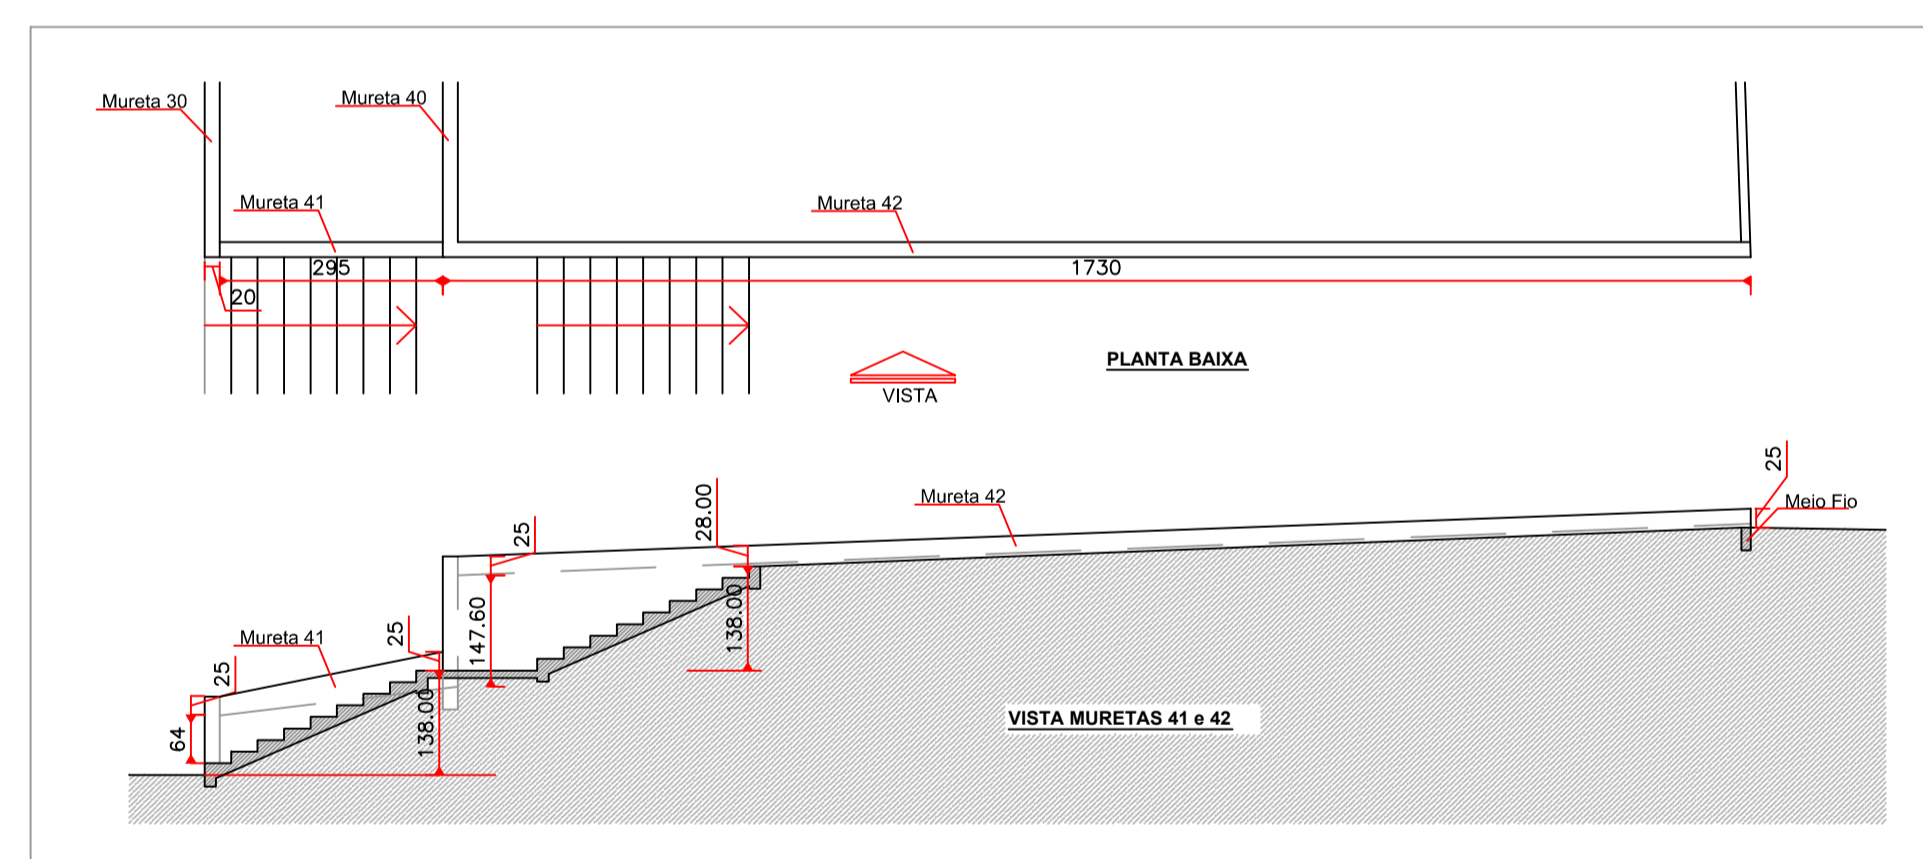 Mureta 30
Mureta 40
Mureta 41
Mureta 42
295
1730
20
PLANTA BAIXA
VISTA
25
28.00
Mureta 42
Meio Fio
25
147.60
138.00
25
Mureta 41
25
138.00
64
VISTA MURETAS 41 e 42